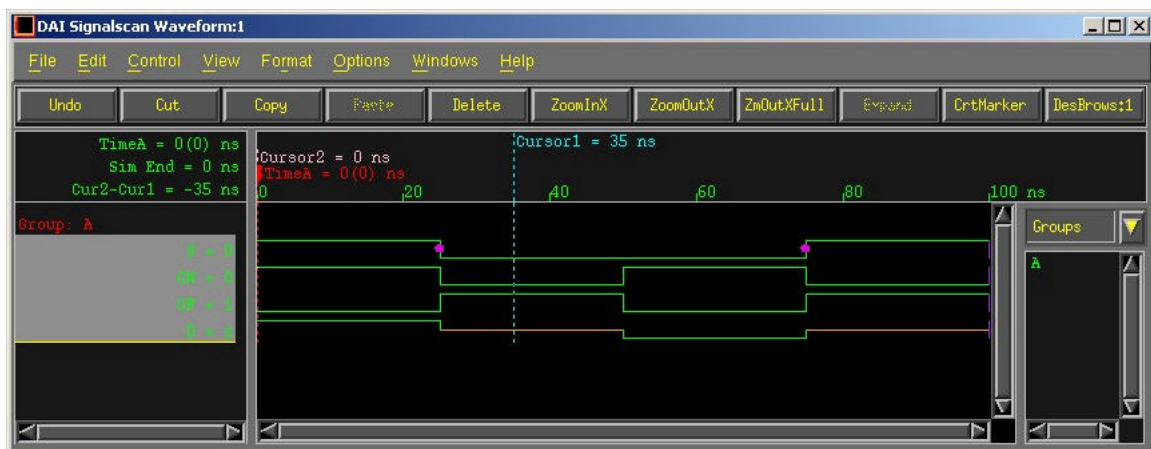 DAI Signalscan Waveform:1
File Edit Control View Format Options Windows Help
Undo Cut Copy Paste Delete ZoomInX ZoomOutX ZmOutXFull Expand CrtMarker DesBrows:1
TimeA = 0(0) ns
Sim End = 0 ns
Cur2-Cur1 = -35 ns
Cursor1 = 35 ns
Cursor2 = 0 ns
TimeA = 0(0) ns
0 20 40 60 80 100 ns
Group: A
Groups
A